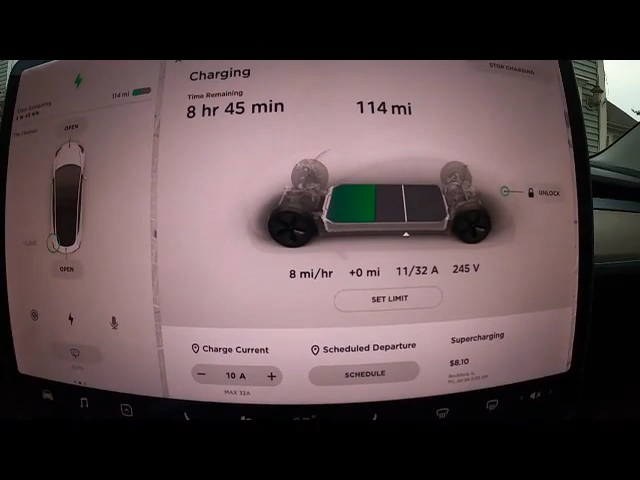 Charging
STOP CHARGING
Time Remaining
8 hr 45 min
114 mi
114 mi
OPEN
OPEN
UNLOCK
8 mi/hr +0 mi 11/32 A 245 V
SET LIMIT
Charge Current
− 10 A +
MAX 32A
Scheduled Departure
SCHEDULE
Supercharging
$8.10